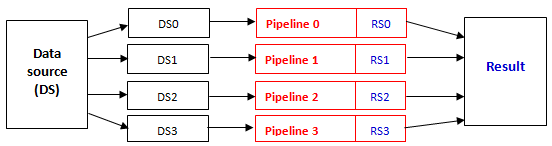 Data
source
(DS)
DS0
Pipeline 0
RS0
DS1
Pipeline 1
RS1
DS2
Pipeline 2
RS2
DS3
Pipeline 3
RS3
Result